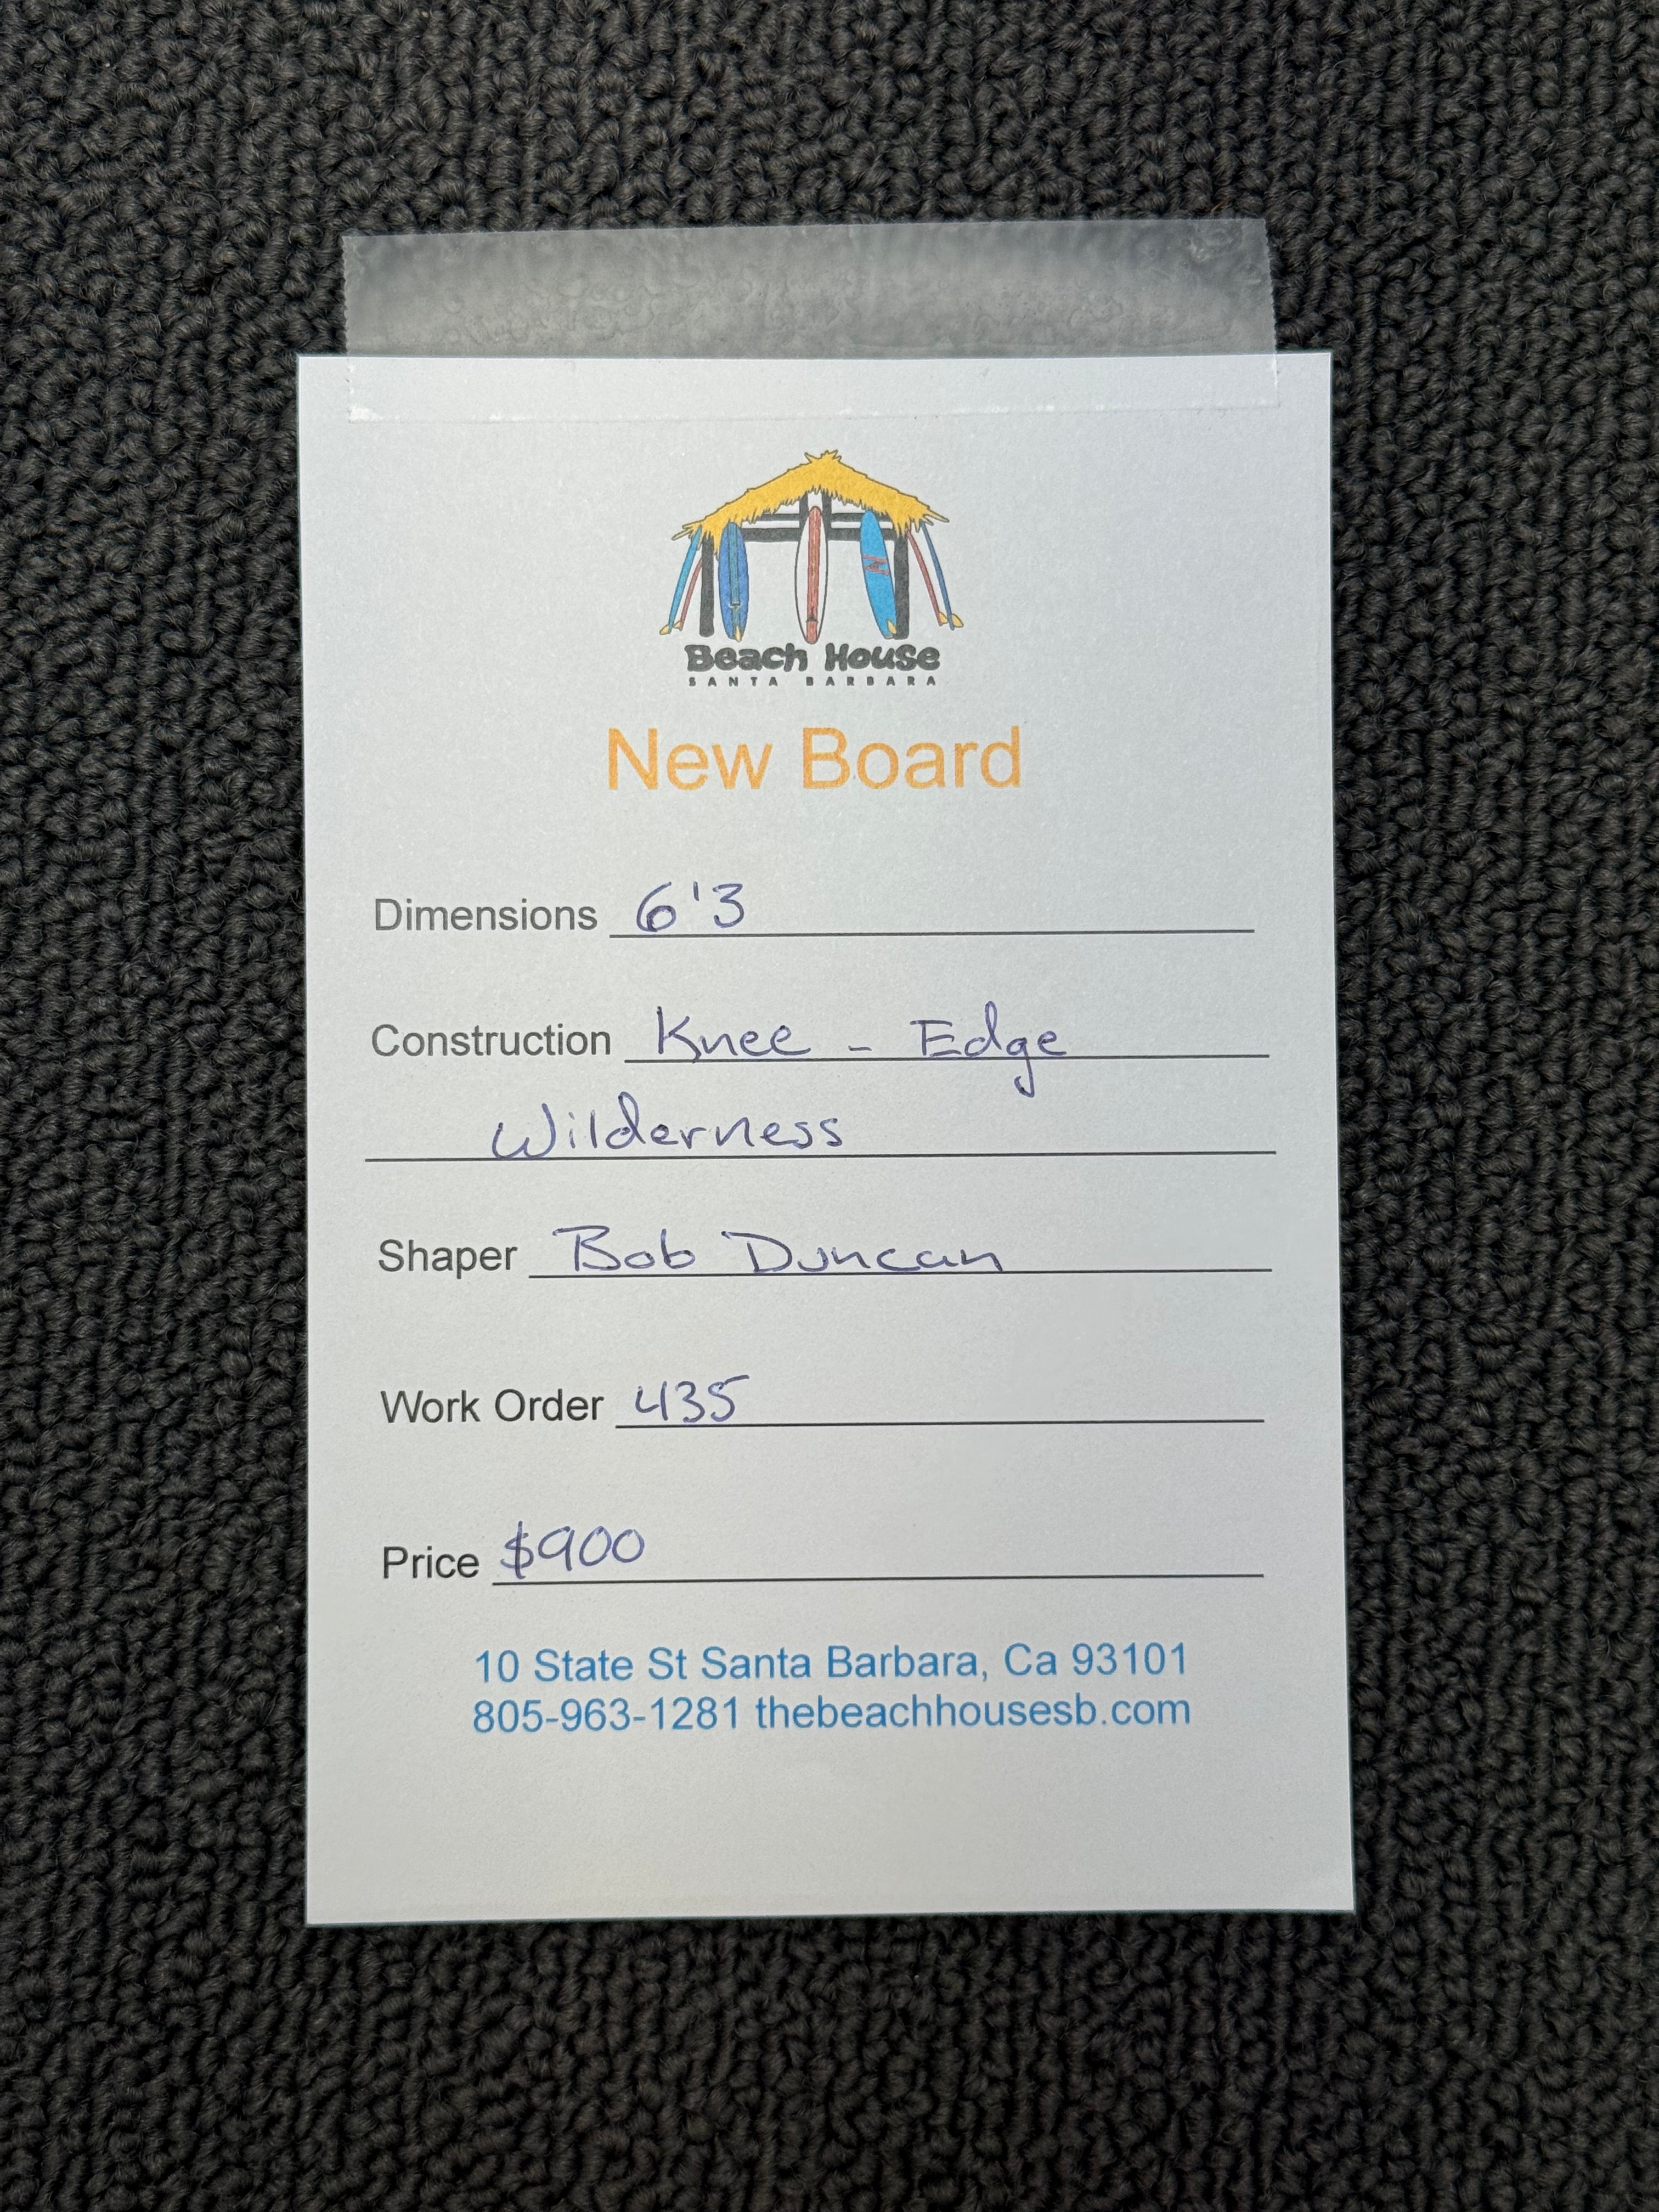 Beach House
SANTA BARBARA
New Board
Dimensions 6'3
Construction Knee - Edge
Wilderness
Shaper Bob Duncan
Work Order 435
Price $900
10 State St Santa Barbara, Ca 93101
805-963-1281 thebeachhousesb.com